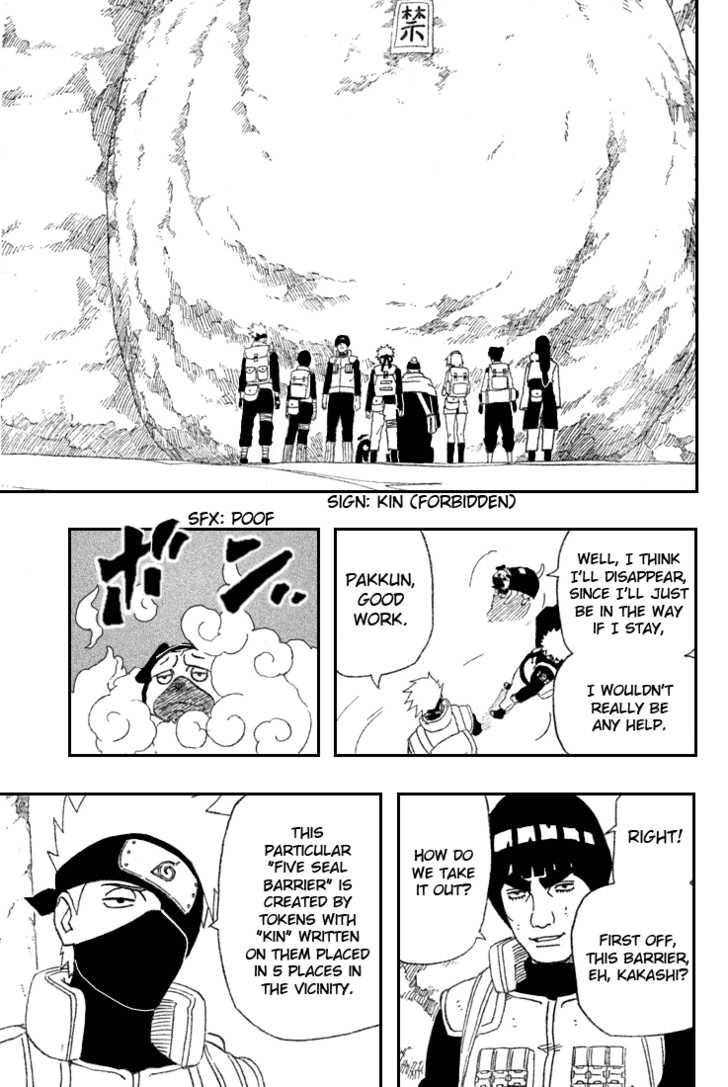 禁
SIGN: KIN (FORBIDDEN)
WELL, I THINK
I'LL DISAPPEAR,
SINCE I'LL JUST
BE IN THE WAY
IF I STAY,
I WOULDN'T
REALLY BE
ANY HELP.
PAKKUN,
GOOD
WORK.
SFX: POOF
ボンッ
RIGHT!
FIRST OFF,
THIS BARRIER,
EH, KAKASHI?
HOW DO
WE TAKE
IT OUT?
THIS
PARTICULAR
"FIVE SEAL
BARRIER" IS
CREATED BY
TOKENS WITH
"KIN" WRITTEN
ON THEM PLACED
IN 5 PLACES IN
THE VICINITY.